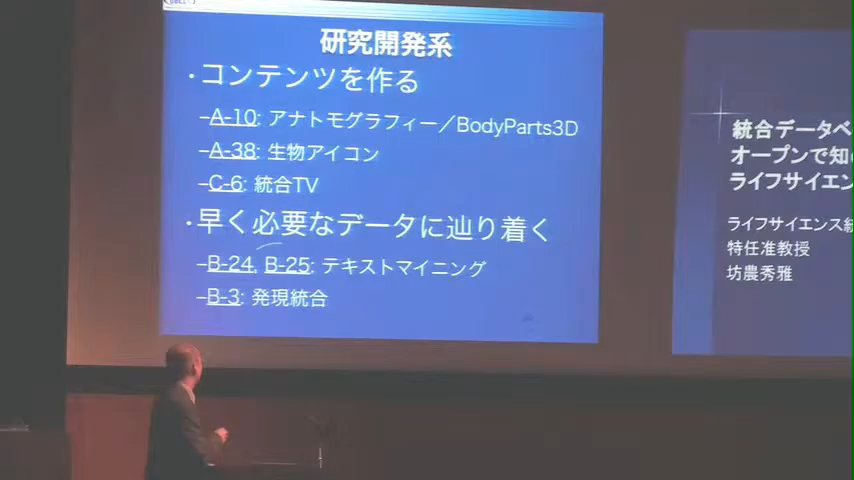 研究開発系
・コンテンツを作る
–A-10: アナトモグラフィー／BodyParts3D
–A-38: 生物アイコン
–C-6: 統合TV
・早く必要なデータに辿り着く
–B-24, B-25: テキストマイニング
–B-3: 発現統合
統合データベ
オープンで知
ライフサイエン
ライフサイエンス統
特任准教授
坊農秀雅